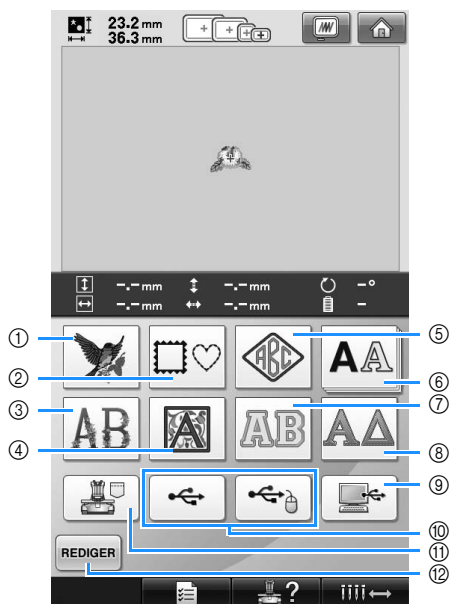 23.2 mm
36.3 mm
-.- mm -.- mm -°
-.- mm -.- mm -
① ⑤
ABC
A A
② ⑥
③ ⑦
AB A AB AΔ
④ ⑧
⑨
⑩
⑪
REDIGER
⑫
?